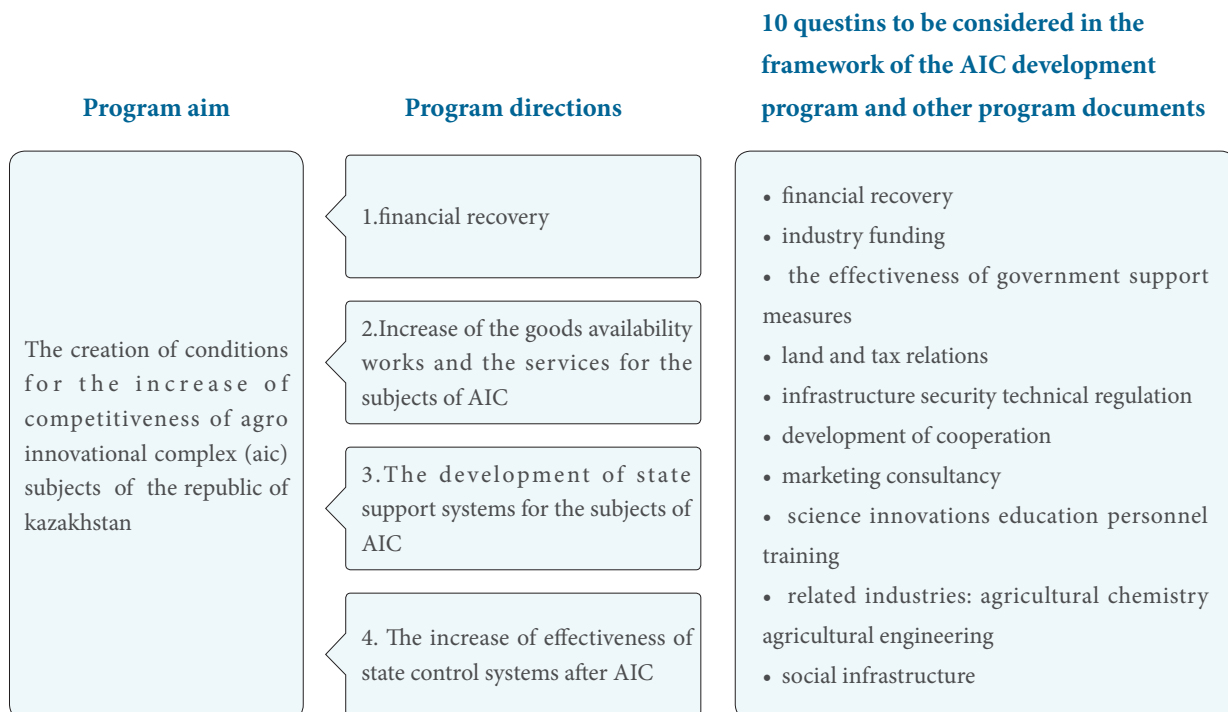 Program aim
The creation of conditions
for the increase of
competitiveness of agro
innovational complex (aic)
subjects of the republic of
kazakhstan
Program directions
1.financial recovery
2.Increase of the goods availability
works and the services for the
subjects of AIC
3.The development of state
support systems for the subjects of
AIC
4. The increase of effectiveness of
state control systems after AIC
10 questins to be considered in the
framework of the AIC development
program and other program documents
• financial recovery
• industry funding
• the effectiveness of government support
measures
• land and tax relations
• infrastructure security technical regulation
• development of cooperation
• marketing consultancy
• science innovations education personnel
training
• related industries: agricultural chemistry
agricultural engineering
• social infrastructure